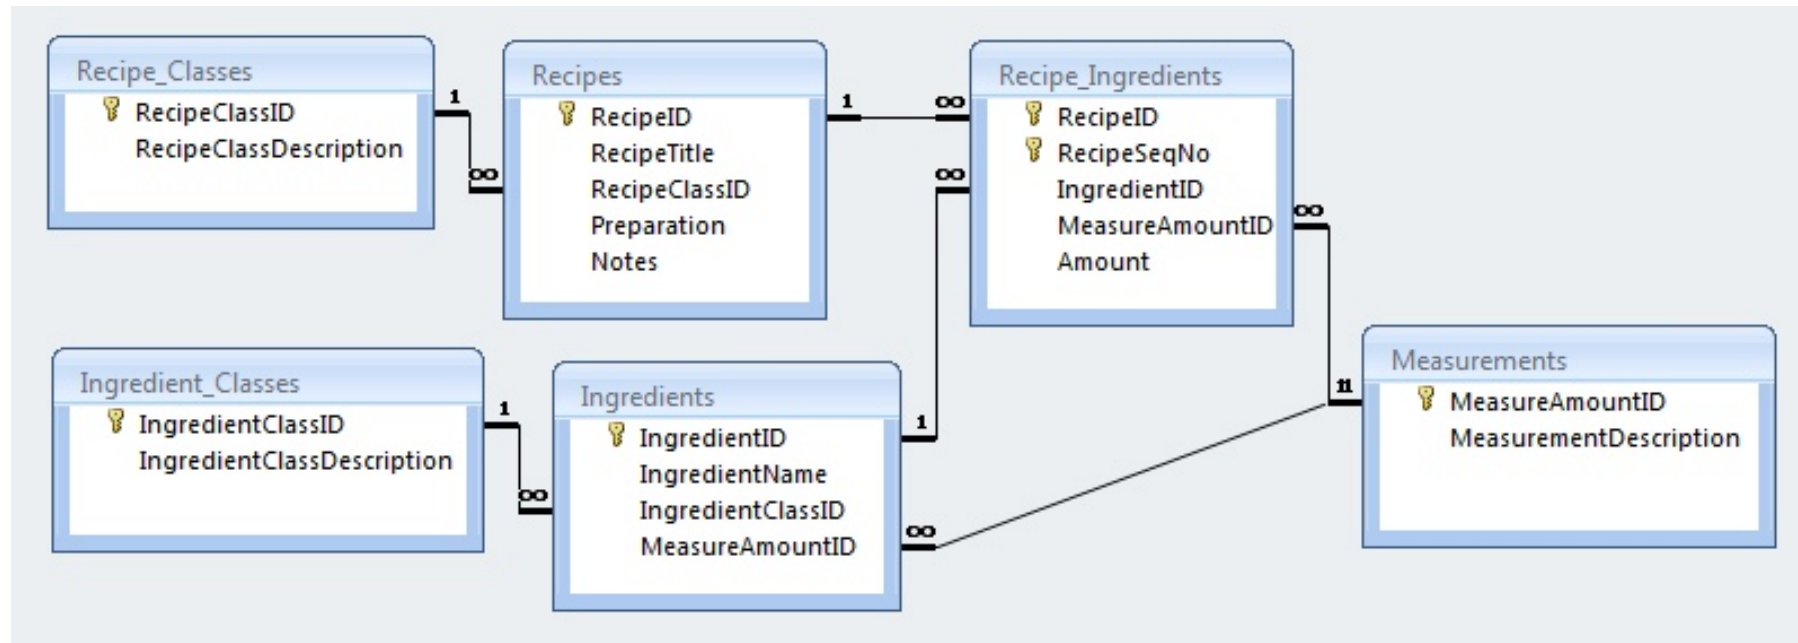 Recipe_Classes
RecipeClassID
RecipeClassDescription
1
∞
Recipes
RecipeID
RecipeTitle
RecipeClassID
Preparation
Notes
1
∞
∞
Recipe_Ingredients
RecipeID
RecipeSeqNo
IngredientID
MeasureAmountID
Amount
∞
Ingredient_Classes
IngredientClassID
IngredientClassDescription
1
∞
Ingredients
IngredientID
IngredientName
IngredientClassID
MeasureAmountID
1
∞
11
Measurements
MeasureAmountID
MeasurementDescription